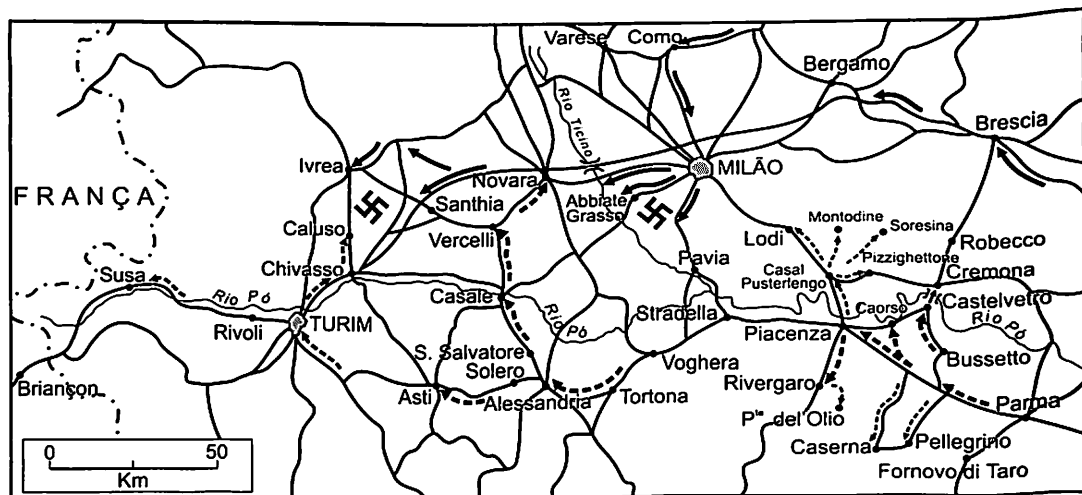 Varese
Como
Bergamo
Rio Ticino
Brescia
Ivrea
MILÃO
Novara
FRANÇA
Abbiate
Grasso
Santhia
Montodine
Soresina
Caluso
Vercelli
Lodi
Robecco
Pavia
Pizzighettone
Chivasso
Casal
Pusterlengo
Cremona
Susa
Rio Pó
Casale
Caorso
Castelvetro
Stradella
Rio Pó
Rio Pó
Rivoli
TURIM
Piacenza
S. Salvatore
Voghera
Bussetto
Solero
Briançon
Rivergaro
Asti
Alessandria
Tortona
Parma
Pte del Olio
Caserna
Pellegrino
Fornovo di Taro
0 50
Km